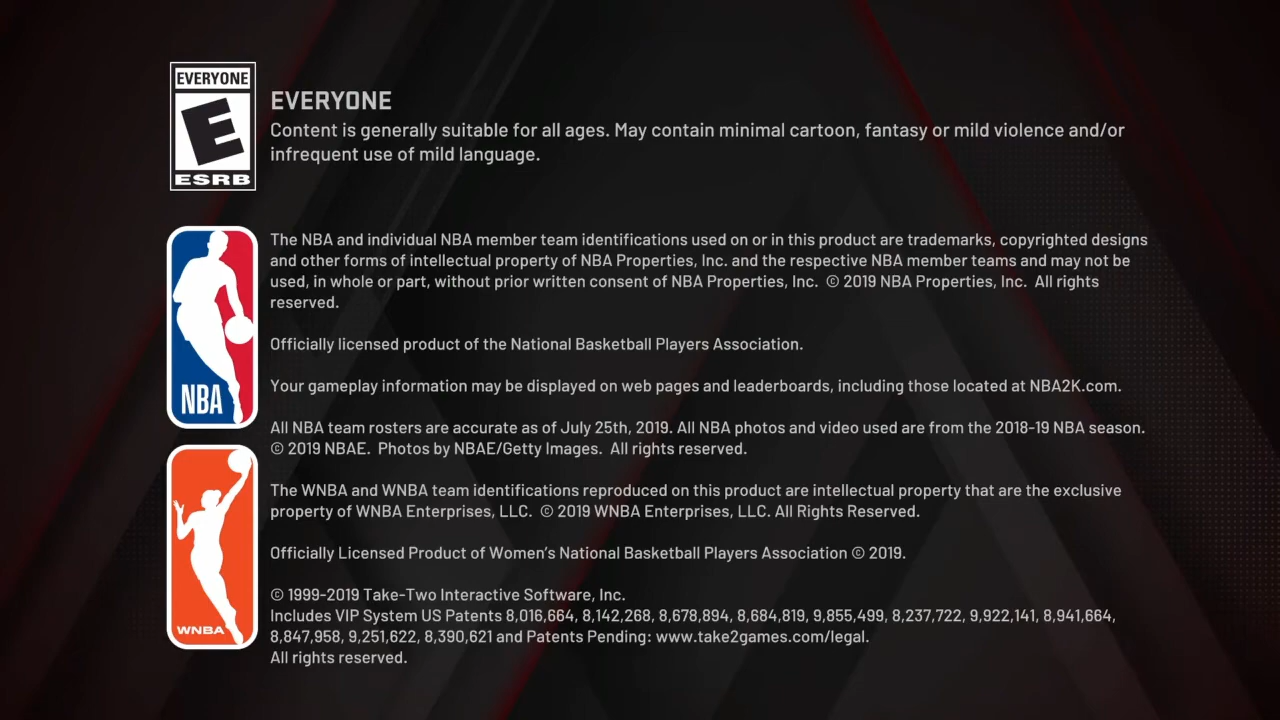 EVERYONE
E
ESRB
EVERYONE
Content is generally suitable for all ages. May contain minimal cartoon, fantasy or mild violence and/or
infrequent use of mild language.
The NBA and individual NBA member team identifications used on or in this product are trademarks, copyrighted designs
and other forms of intellectual property of NBA Properties, Inc. and the respective NBA member teams and may not be
used, in whole or part, without prior written consent of NBA Properties, Inc.  © 2019 NBA Properties, Inc.  All rights
reserved.
Officially licensed product of the National Basketball Players Association.
Your gameplay information may be displayed on web pages and leaderboards, including those located at NBA2K.com.
NBA
All NBA team rosters are accurate as of July 25th, 2019. All NBA photos and video used are from the 2018-19 NBA season.
© 2019 NBAE.  Photos by NBAE/Getty Images.  All rights reserved.
The WNBA and WNBA team identifications reproduced on this product are intellectual property that are the exclusive
property of WNBA Enterprises, LLC.  © 2019 WNBA Enterprises, LLC. All Rights Reserved.
Officially Licensed Product of Women's National Basketball Players Association © 2019.
© 1999-2019 Take-Two Interactive Software, Inc.
Includes VIP System US Patents 8,016,664, 8,142,268, 8,678,894, 8,684,819, 9,855,499, 8,237,722, 9,922,141, 8,941,664,
8,847,958, 9,251,622, 8,390,621 and Patents Pending: www.take2games.com/legal.
All rights reserved.
WNBA